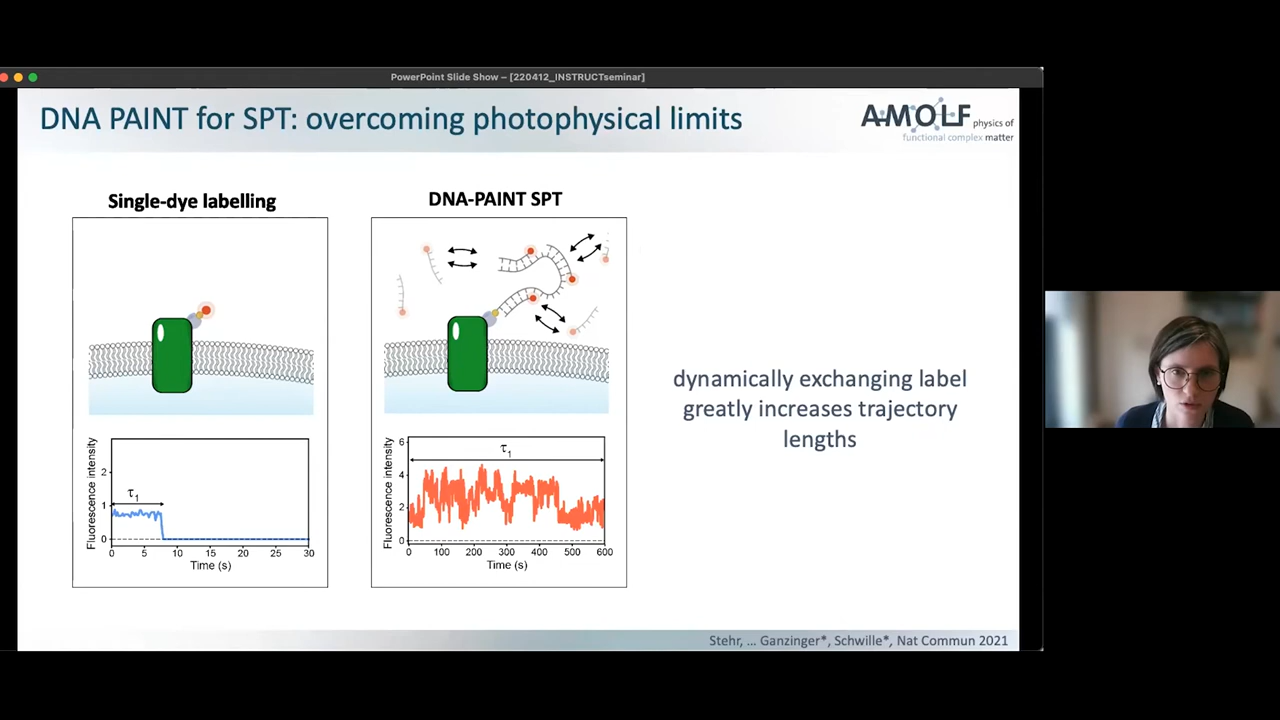 PowerPoint Slide Show – [220412_INSTRUCTseminar]
DNA PAINT for SPT: overcoming photophysical limits
AMOLF physics of
functional complex matter
Single-dye labelling
DNA-PAINT SPT
dynamically exchanging label
greatly increases trajectory
lengths
Fluorescence intensity
2
1
0
τ1
0 5 10 15 20 25 30
Time (s)
Fluorescence intensity
6
4
2
0
τ1
0 100 200 300 400 500 600
Time (s)
Stehr, ... Ganzinger*, Schwille*, Nat Commun 2021